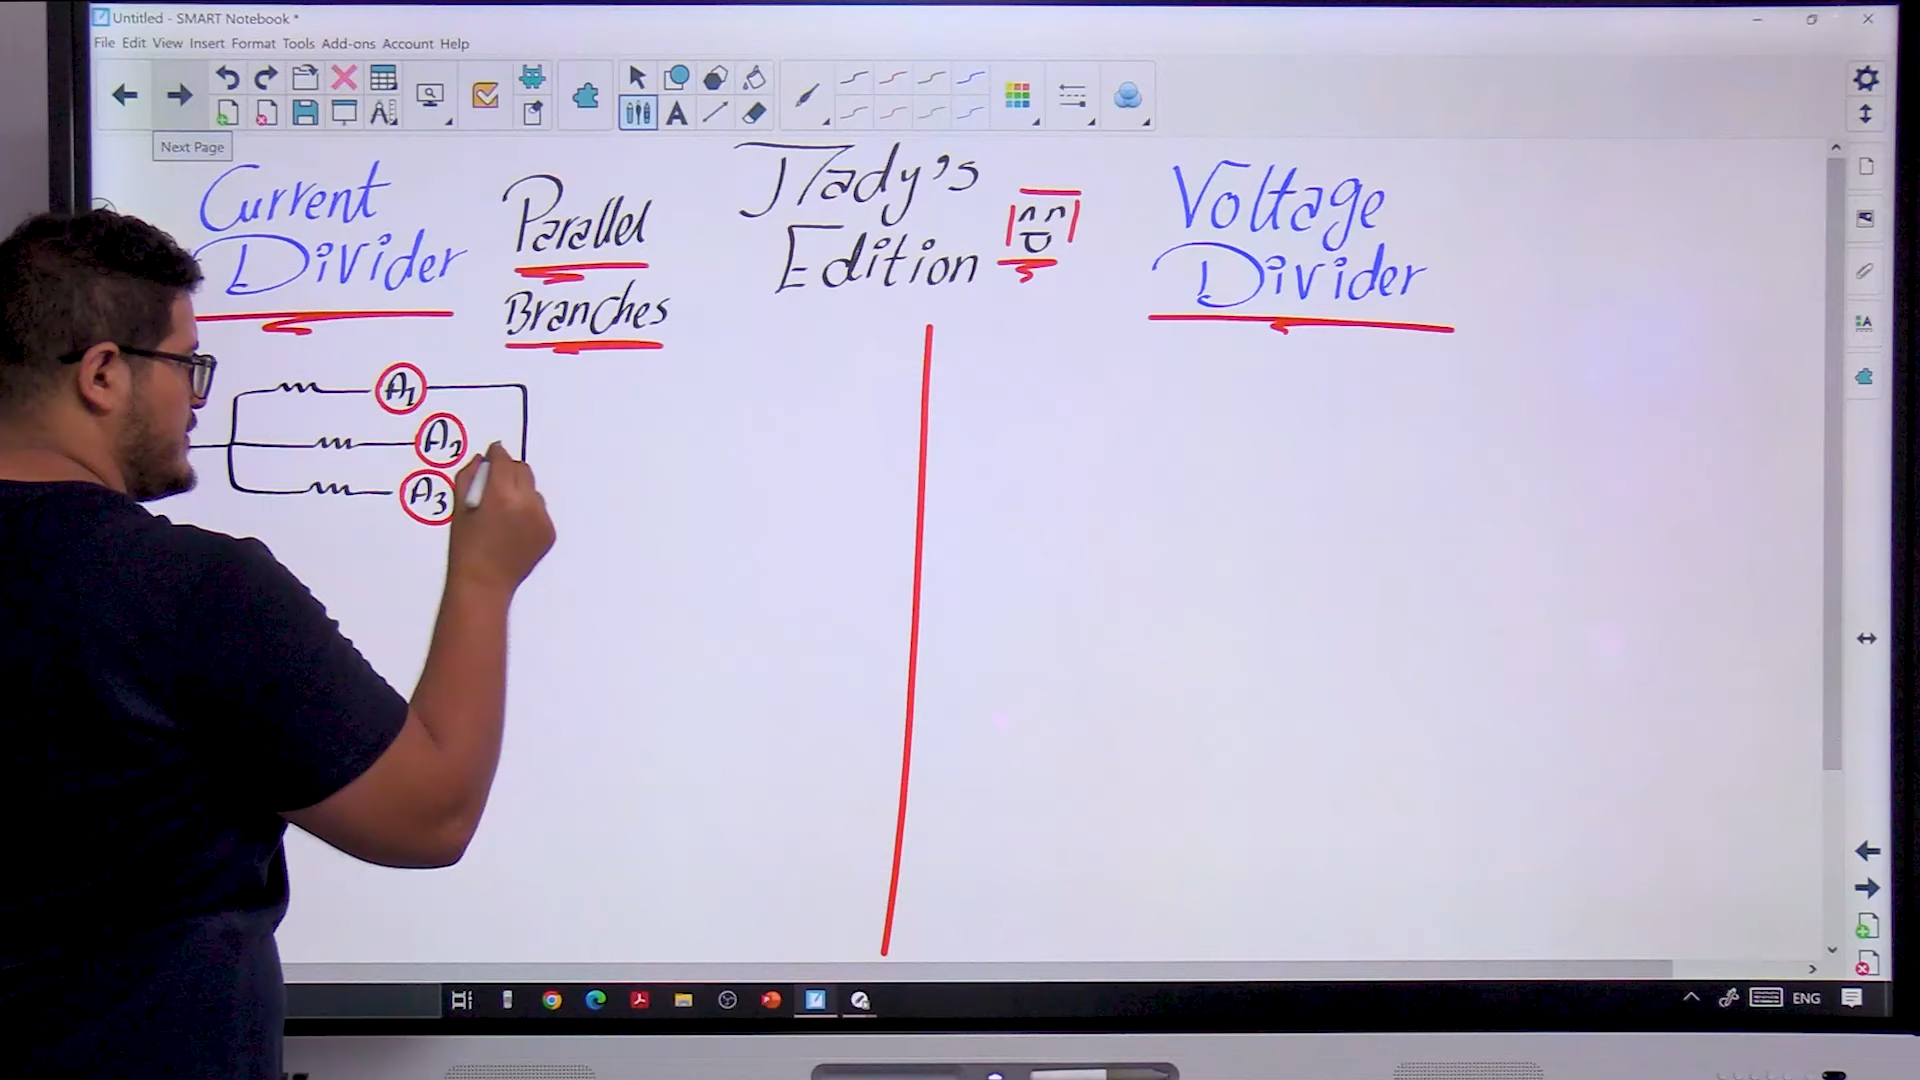 Untitled - SMART Notebook *
File Edit View Insert Format Tools Add-ons Account Help
Next Page
Current
Divider
Parallel
Branches
Edition
Voltage
Divider
A1
A2
A3
ENG